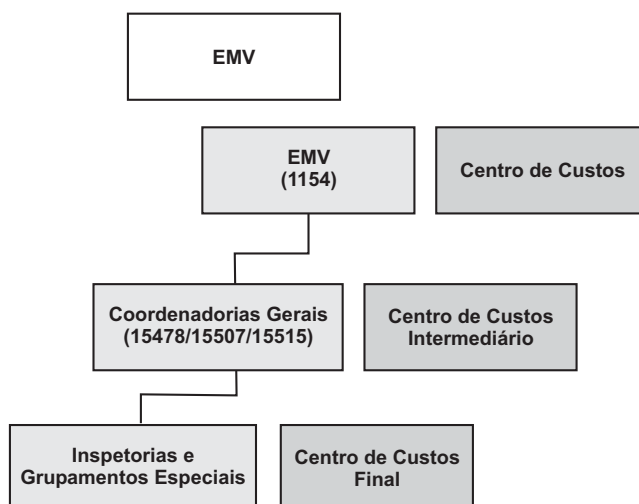 EMV
EMV
(1154)
Centro de Custos
Coordenadorias Gerais
(15478/15507/15515)
Centro de Custos
Intermediário
Inspetorias e
Grupamentos Especiais
Centro de Custos
Final